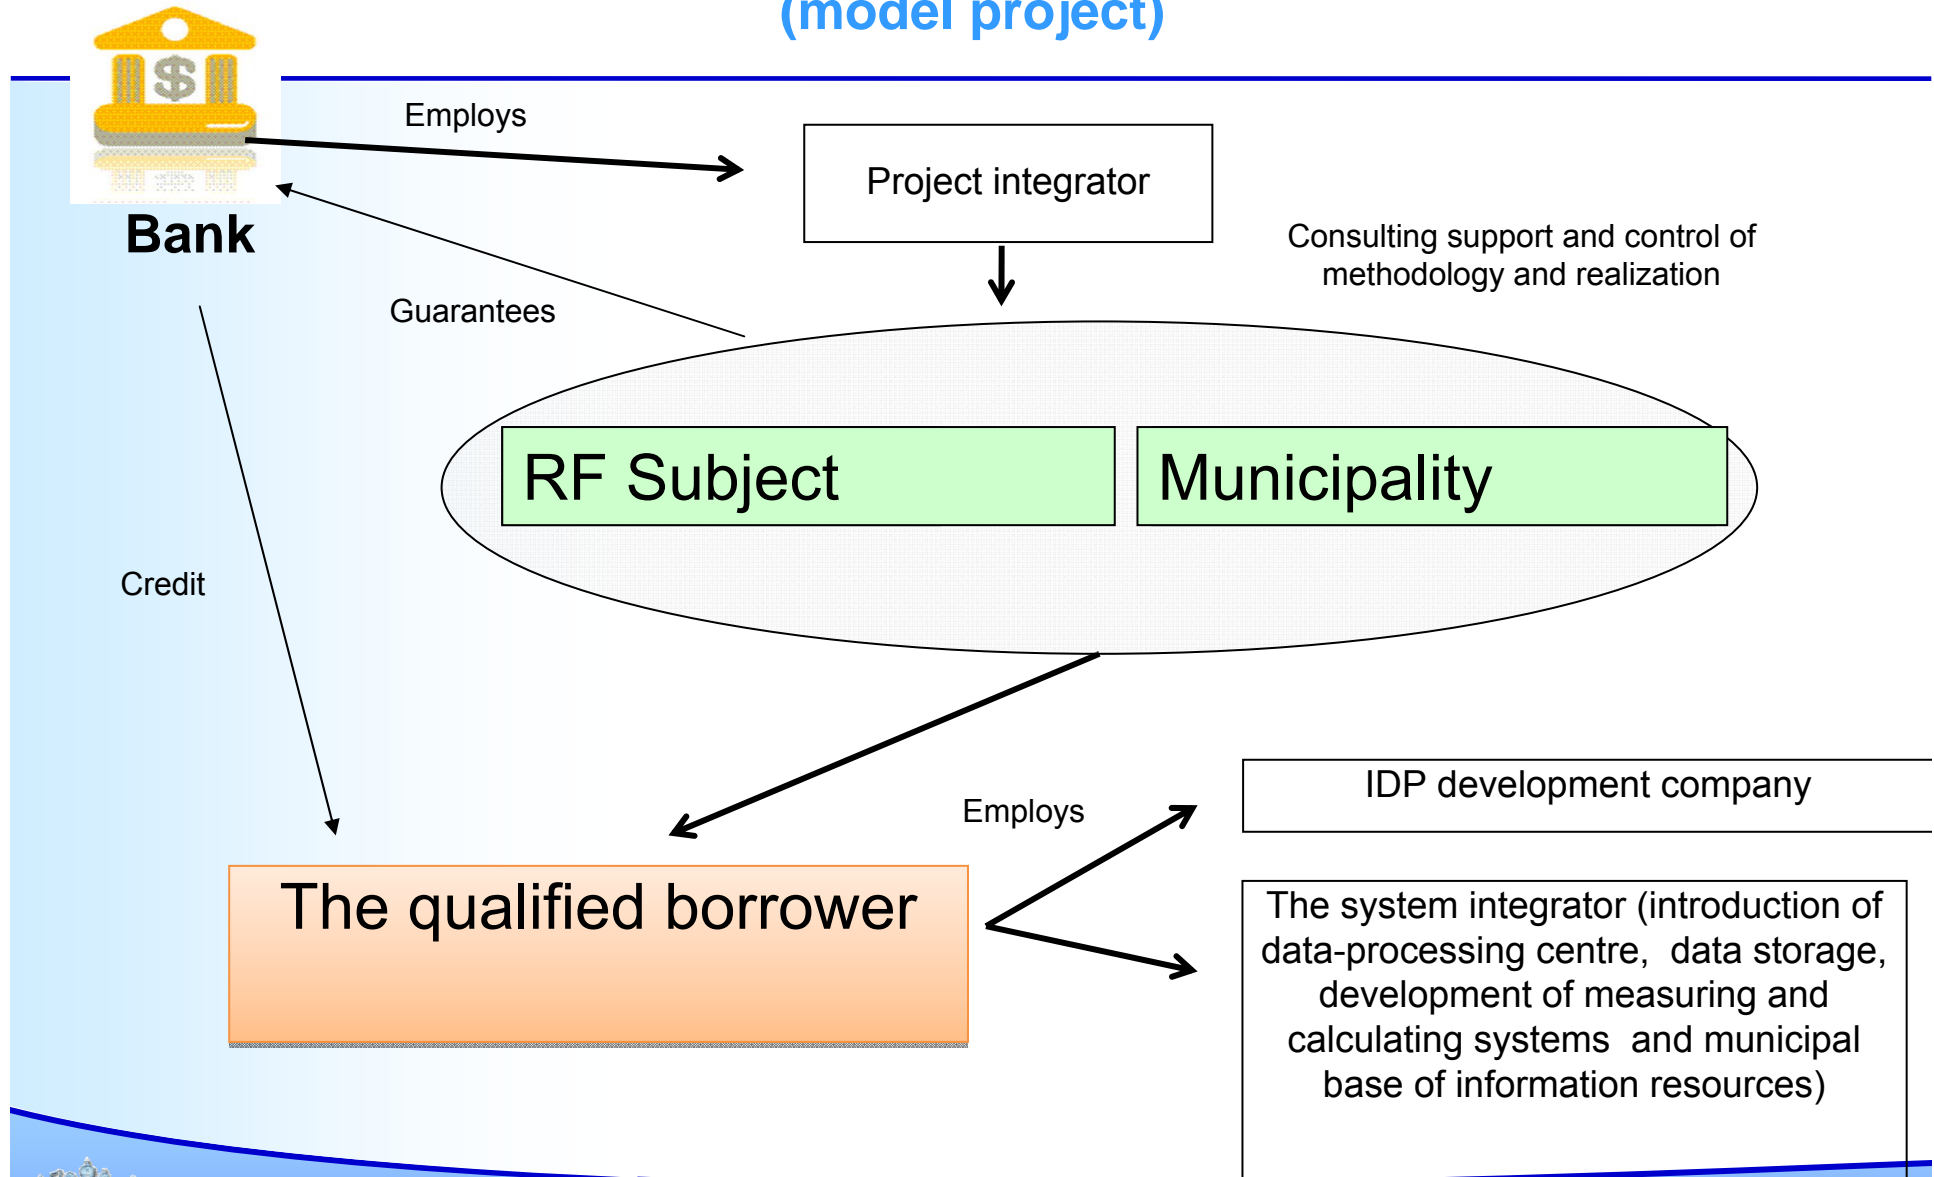 (model project)
$
Employs
Project integrator
Bank
Consulting support and control of
methodology and realization
Guarantees
RF Subject
Municipality
Credit
IDP development company
Employs
The qualified borrower
The system integrator (introduction of
data-processing centre, data storage,
development of measuring and
calculating systems and municipal
base of information resources)